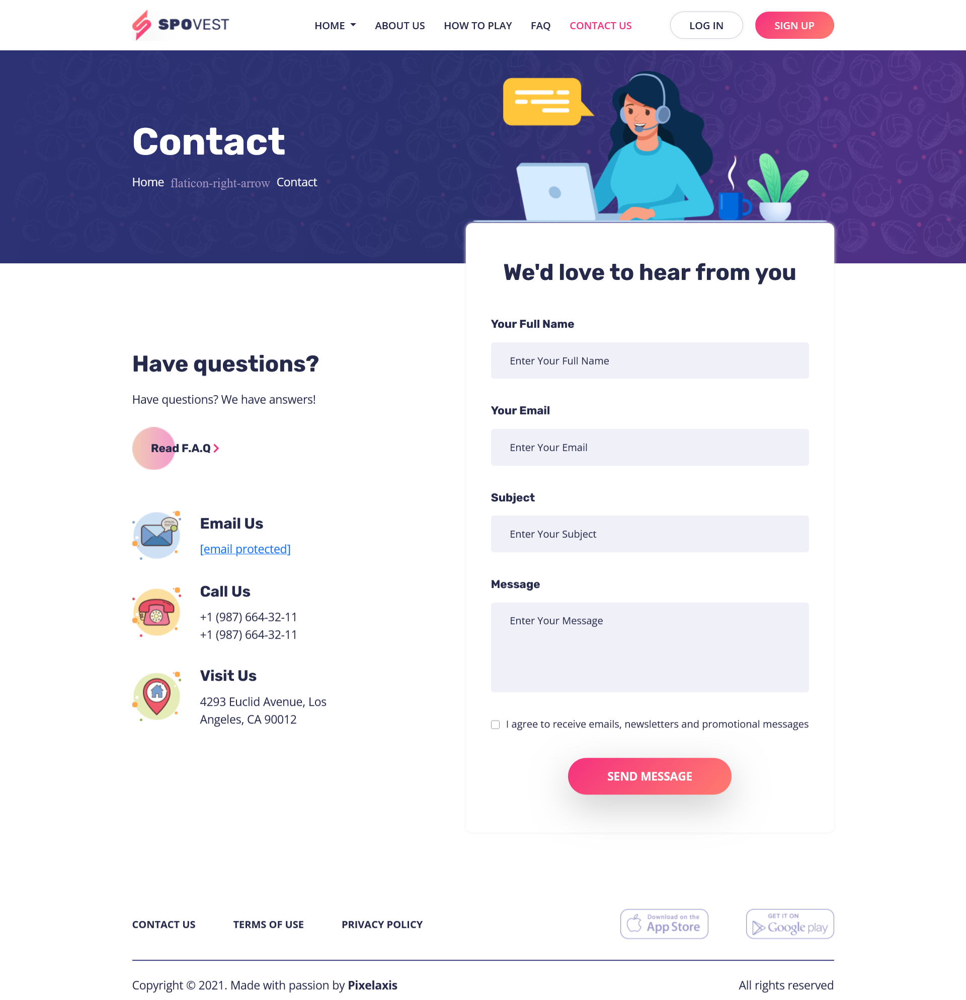 SPOVEST
HOME
ABOUT US
HOW TO PLAY
FAQ
CONTACT US
LOG IN
SIGN UP
Contact
Home flaticon-right-arrow Contact
We'd love to hear from you
Your Full Name
Enter Your Full Name
Your Email
Enter Your Email
Subject
Enter Your Subject
Message
Enter Your Message
I agree to receive emails, newsletters and promotional messages
SEND MESSAGE
Have questions?
Have questions? We have answers!
Read F.A.Q
Email Us
[email protected]
Call Us
+1 (987) 664-32-11
+1 (987) 664-32-11
Visit Us
4293 Euclid Avenue, Los
Angeles, CA 90012
CONTACT US
TERMS OF USE
PRIVACY POLICY
Download on the
App Store
GET IT ON
Google play
Copyright © 2021. Made with passion by Pixelaxis
All rights reserved